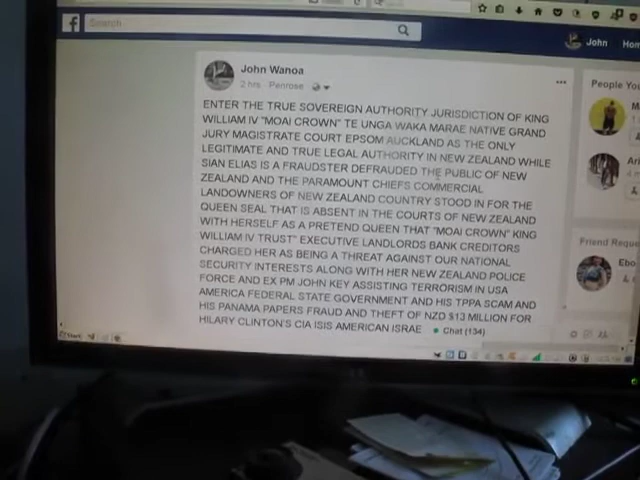 f Search
John Hom
John Wanoa
2 hrs · Penrose
People You
ENTER THE TRUE SOVEREIGN AUTHORITY JURISDICTION OF KING
WILLIAM IV "MOAI CROWN" TE UNGA WAKA MARAE NATIVE GRAND
JURY MAGISTRATE COURT EPSOM AUCKLAND AS THE ONLY
LEGITIMATE AND TRUE LEGAL AUTHORITY IN NEW ZEALAND WHILE
SIAN ELIAS IS A FRAUDSTER DEFRAUDED THE PUBLIC OF NEW
ZEALAND AND THE PARAMOUNT CHIEFS COMMERCIAL
LANDOWNERS OF NEW ZEALAND COUNTRY STOOD IN FOR THE
QUEEN SEAL THAT IS ABSENT IN THE COURTS OF NEW ZEALAND
WITH HERSELF AS A PRETEND QUEEN THAT "MOAI CROWN" KING
WILLIAM IV TRUST" EXECUTIVE LANDLORDS BANK CREDITORS
CHARGED HER AS BEING A THREAT AGAINST OUR NATIONAL
SECURITY INTERESTS ALONG WITH HER NEW ZEALAND POLICE
FORCE AND EX PM JOHN KEY ASSISTING TERRORISM IN USA
AMERICA FEDERAL STATE GOVERNMENT AND HIS TPPA SCAM AND
HIS PANAMA PAPERS FRAUD AND THEFT OF NZD $13 MILLION FOR
HILARY CLINTON'S CIA ISIS AMERICAN ISRAE
Friend Reque
Ebo
Chat (134)
Start